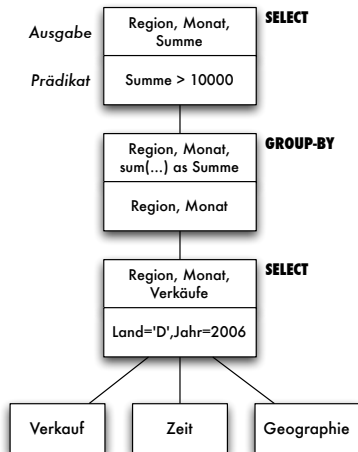 Ausgabe
Region, Monat,
Summe
SELECT
Prädikat
Summe > 10000
Region, Monat,
sum(...) as Summe
GROUP-BY
Region, Monat
Region, Monat,
Verkäufe
SELECT
Land='D',Jahr=2006
Verkauf
Zeit
Geographie